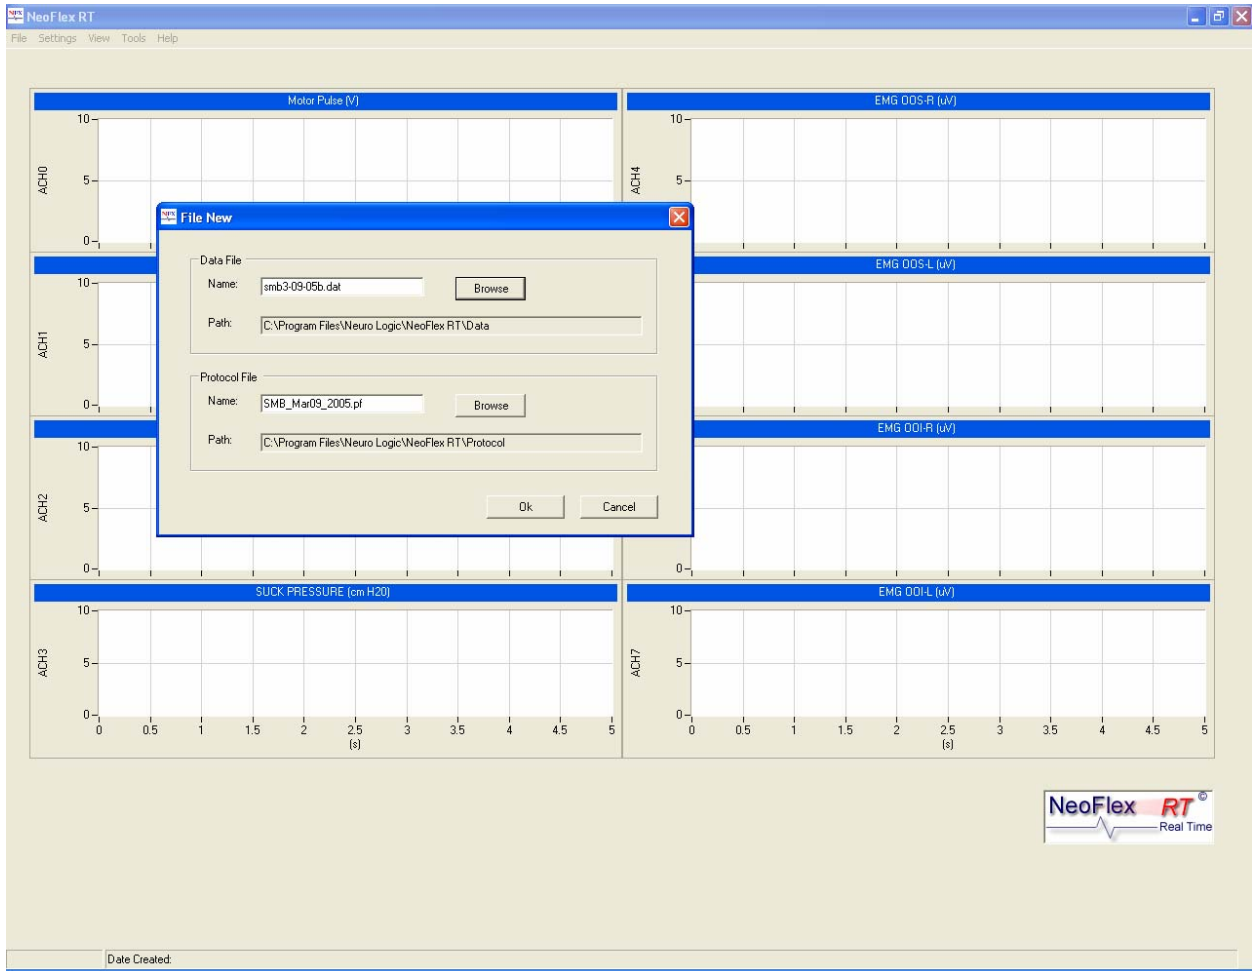 NeoFlex RT
File Settings View Tools Help
Motor Pulse (V)
10
5
0
ACH0
EMG OOS-R (uV)
10
5
ACH4
File New
Data File
Name: smb3-09-05b.dat Browse
Path: C:\Program Files\Neuro Logic\NeoFlex RT\Data
Protocol File
Name: SMB_Mar09_2005.pf Browse
Path: C:\Program Files\Neuro Logic\NeoFlex RT\Protocol
Ok Cancel
10
5
0
ACH1
EMG OOS-L (uV)
10
5
0
ACH2
EMG OOI-R (uV)
0
SUCK PRESSURE (cm H20)
10
5
0
ACH3
0 0.5 1 1.5 2 2.5 3 3.5 4 4.5 5
(s)
EMG OOI-L (uV)
10
5
0
ACH7
0 0.5 1 1.5 2 2.5 3 3.5 4 4.5 5
(s)
NeoFlex RT ©
Real Time
Date Created: